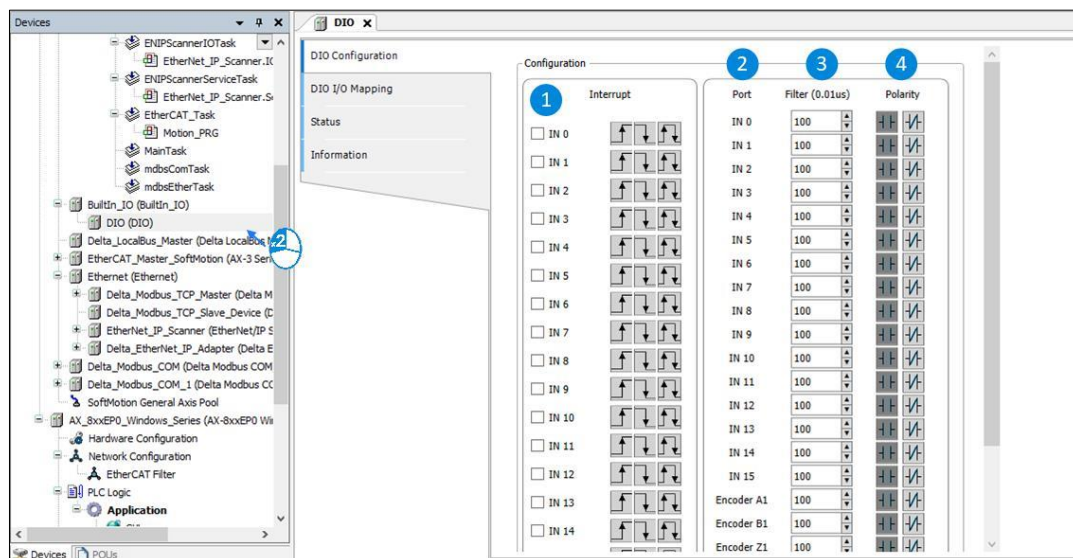 Devices
ENIPScannerIOTask
EtherNet_IP_Scanner.IC
ENIPScannerServiceTask
EtherNet_IP_Scanner.S
EtherCAT_Task
Motion_PRG
MainTask
mdbsComTask
mdbsEtherTask
BuiltIn_IO (BuiltIn_IO)
DIO (DIO)
Delta_LocalBus_Master (Delta LocalBus
EtherCAT_Master_SoftMotion (AX-3 Seri
Ethernet (Ethernet)
Delta_Modbus_TCP_Master (Delta M
Delta_Modbus_TCP_Slave_Device (D
EtherNet_IP_Scanner (EtherNet/IP S
Delta_EtherNet_IP_Adapter (Delta E
Delta_Modbus_COM (Delta Modbus COM
Delta_Modbus_COM_1 (Delta Modbus CC
SoftMotion General Axis Pool
AX_8xxEP0_Windows_Series (AX-8xxEP0 Wi
Hardware Configuration
Network Configuration
EtherCAT Filter
PLC Logic
Application
Devices POUs
2
DIO
DIO Configuration
DIO I/O Mapping
Status
Information
Configuration
1
Interrupt
IN 0
IN 1
IN 2
IN 3
IN 4
IN 5
IN 6
IN 7
IN 8
IN 9
IN 10
IN 11
IN 12
IN 13
IN 14
2 3 4
Port Filter (0.01us) Polarity
IN 0 100
IN 1 100
IN 2 100
IN 3 100
IN 4 100
IN 5 100
IN 6 100
IN 7 100
IN 8 100
IN 9 100
IN 10 100
IN 11 100
IN 12 100
IN 13 100
IN 14 100
IN 15 100
Encoder A1 100
Encoder B1 100
Encoder Z1 100